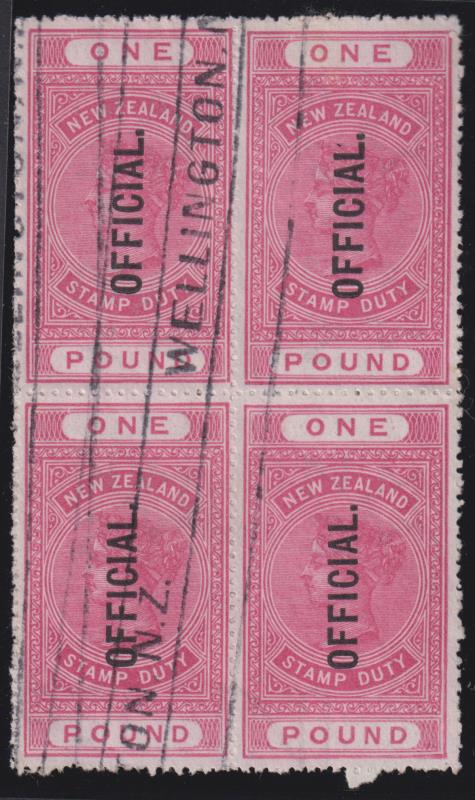 ONE
NEW ZEALAND
OFFICIAL.
STAMP DUTY
POUND
ONE
NEW ZEALAND
OFFICIAL.
STAMP DUTY
POUND
ONE
NEW ZEALAND
OFFICIAL.
STAMP DUTY
POUND
ONE
NEW ZEALAND
OFFICIAL.
STAMP DUTY
POUND
WELLINGTON.
TON N.Z.